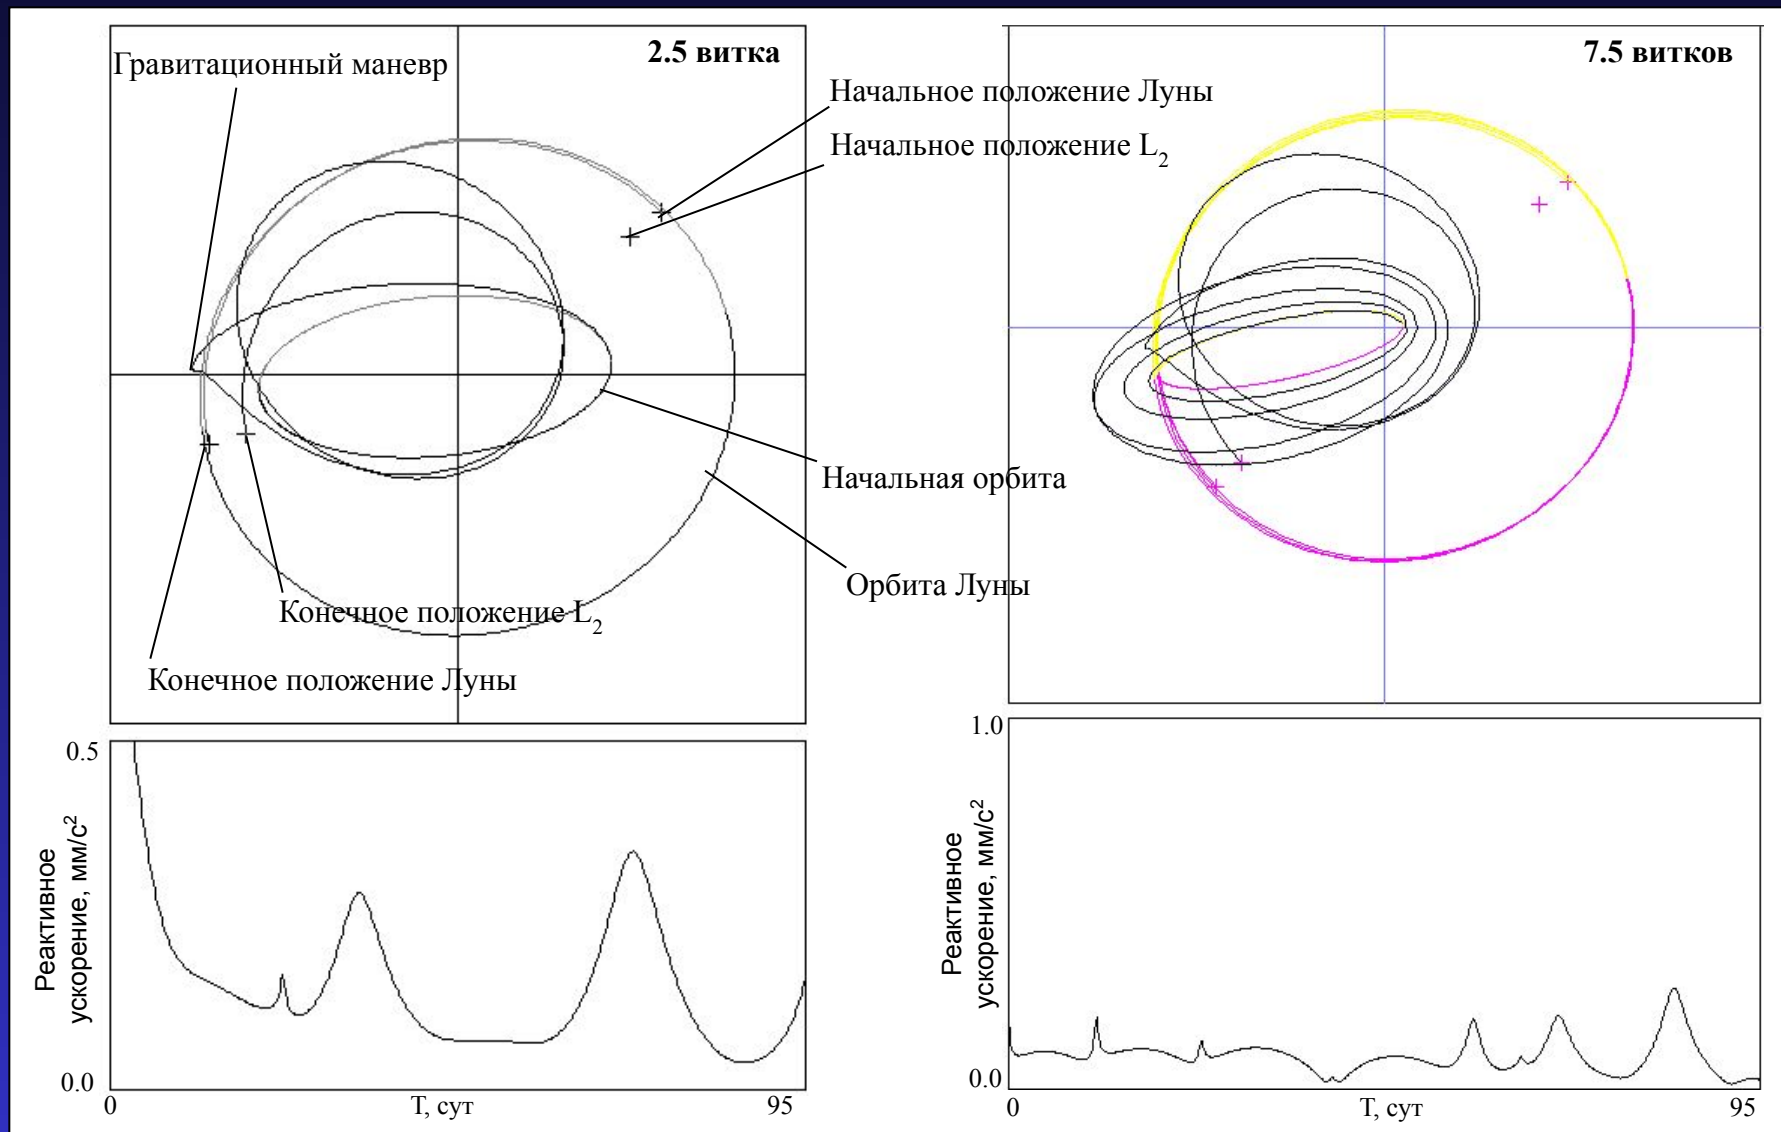 2.5 витка
Гравитационный маневр
Начальное положение Луны
Начальное положение L₂
Начальная орбита
Орбита Луны
Конечное положение L₂
Конечное положение Луны
7.5 витков
0.5
Реактивное
ускорение, мм/с²
0.0
0
T, сут
95
1.0
Реактивное
ускорение, мм/с²
0.0
0
T, сут
95